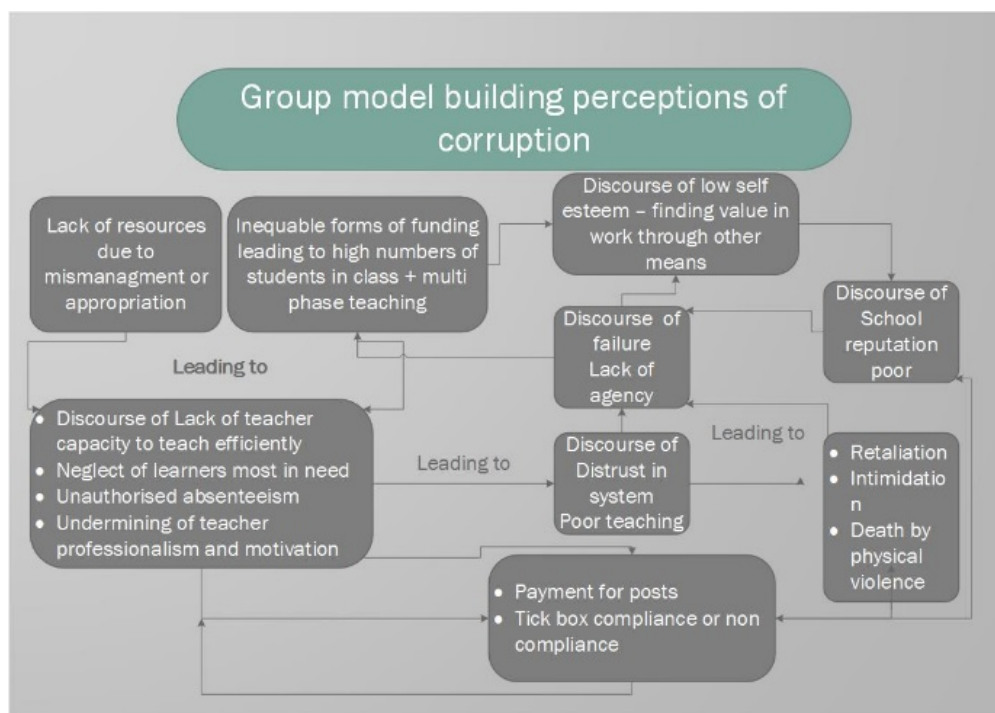 Group model building perceptions of
corruption
Lack of resources
due to
mismanagment or
appropriation
Inequable forms of funding
leading to high numbers of
students in class + multi
phase teaching
Discourse of low self
esteem – finding value in
work through other
means
Discourse of
School
reputation
poor
Discourse of
failure
Lack of
agency
Leading to
• Discourse of Lack of teacher
capacity to teach efficiently
• Neglect of learners most in need
• Unauthorised absenteeism
• Undermining of teacher
professionalism and motivation
Leading to
Discourse of
Distrust in
system
Poor teaching
Leading to
• Retaliation
• Intimidatio
n
• Death by
physical
violence
• Payment for posts
• Tick box compliance or non
compliance